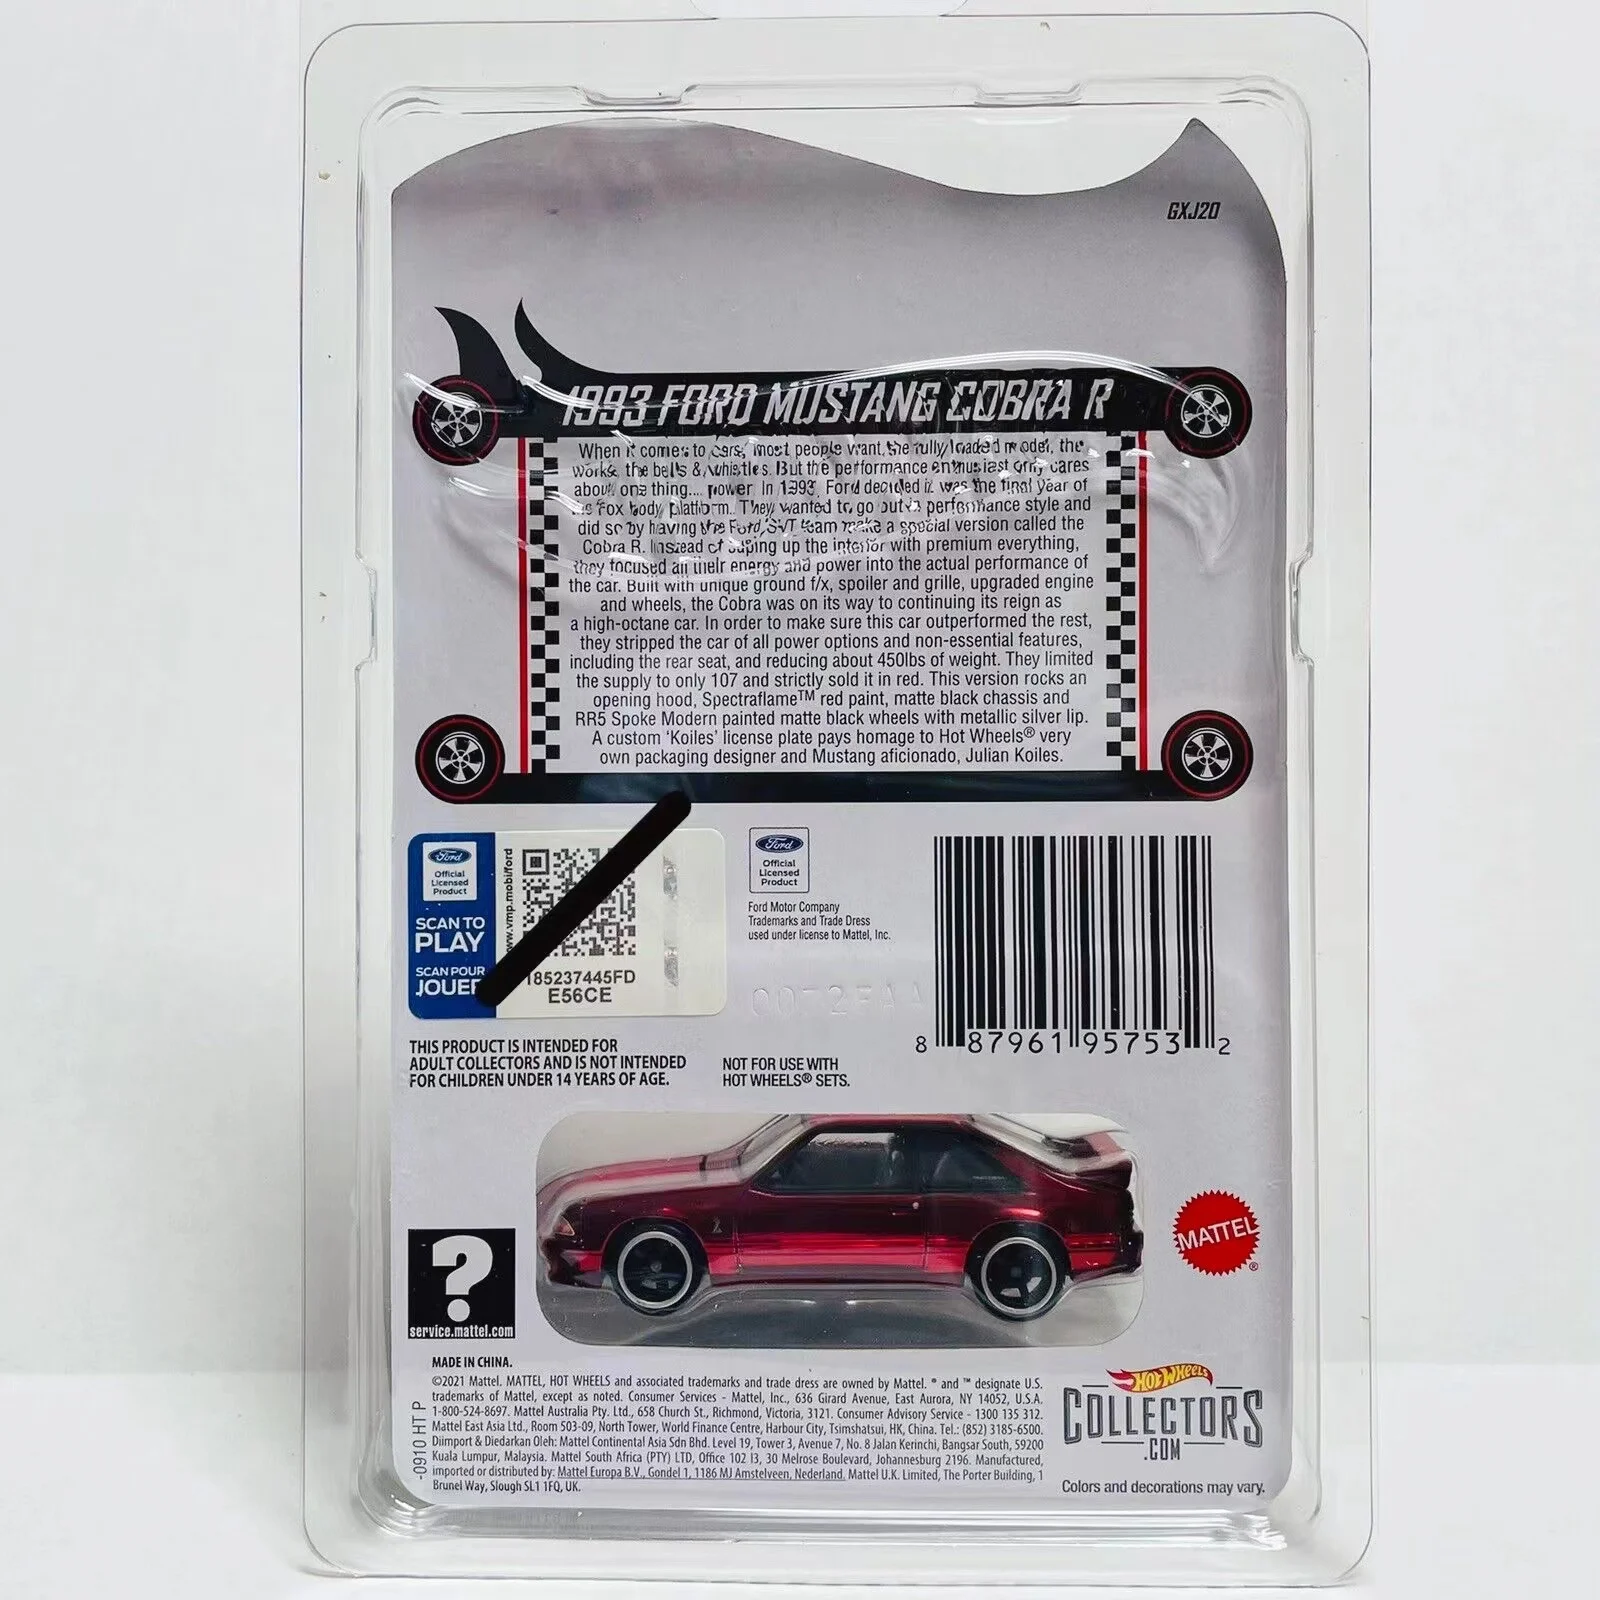 GXJ20
1993 FORD MUSTANG COBRA R
When it comes to cars, most people want the fully loaded model, the
works, the bells & whistles. But the performance enthusiast only cares
about one thing... power. In 1993, Ford decided it was the final year of
the Fox body platform. They wanted to go out in performance style and
did so by having the Ford SVT team make a special version called the
Cobra R. Instead of suping up the interior with premium everything,
they focused all their energy and power into the actual performance of
the car. Built with unique ground f/x, spoiler and grille, upgraded engine
and wheels, the Cobra was on its way to continuing its reign as
a high-octane car. In order to make sure this car outperformed the rest,
they stripped the car of all power options and non-essential features,
including the rear seat, and reducing about 450lbs of weight. They limited
the supply to only 107 and strictly sold it in red. This version rocks an
opening hood, Spectraflame™ red paint, matte black chassis and
RR5 Spoke Modern painted matte black wheels with metallic silver lip.
A custom ‘Koiles’ license plate pays homage to Hot Wheels® very
own packaging designer and Mustang aficionado, Julian Koiles.
Ford
Official
Licensed
Product
SCAN TO
PLAY
SCAN POUR
JOUER
www.vmp.mobi/ford
185237445FD
E56CE
Ford
Official
Licensed
Product
Ford Motor Company
Trademarks and Trade Dress
used under license to Mattel, Inc.
8 87961 95753 2
THIS PRODUCT IS INTENDED FOR
ADULT COLLECTORS AND IS NOT INTENDED
FOR CHILDREN UNDER 14 YEARS OF AGE.
NOT FOR USE WITH
HOT WHEELS® SETS.
MATTEL®
?
service.mattel.com
MADE IN CHINA.
©2021 Mattel. MATTEL, HOT WHEELS and associated trademarks and trade dress are owned by Mattel. ® and ™ designate U.S.
trademarks of Mattel, except as noted. Consumer Services - Mattel, Inc., 636 Girard Avenue, East Aurora, NY 14052, U.S.A.
1-800-524-8697. Mattel Australia Pty. Ltd., 658 Church St., Richmond, Victoria, 3121. Consumer Advisory Service - 1300 135 312.
Mattel East Asia Ltd., Room 503-09, North Tower, World Finance Centre, Harbour City, Tsimshatsui, HK, China. Tel.: (852) 3185-6500.
Diimport & Diedarkan Oleh: Mattel Continental Asia Sdn Bhd. Level 19, Tower 3, Avenue 7, No. 8 Jalan Kerinchi, Bangsar South, 59200
Kuala Lumpur, Malaysia. Mattel South Africa (PTY) LTD, Office 102 I3, 30 Melrose Boulevard, Johannesburg 2196. Manufactured,
imported or distributed by: Mattel Europa B.V., Gondel 1, 1186 MJ Amstelveen, Nederland. Mattel U.K. Limited, The Porter Building, 1
Brunel Way, Slough SL1 1FQ, UK.
-0910 HT P
HOT WHEELS
COLLECTORS
.COM
Colors and decorations may vary.